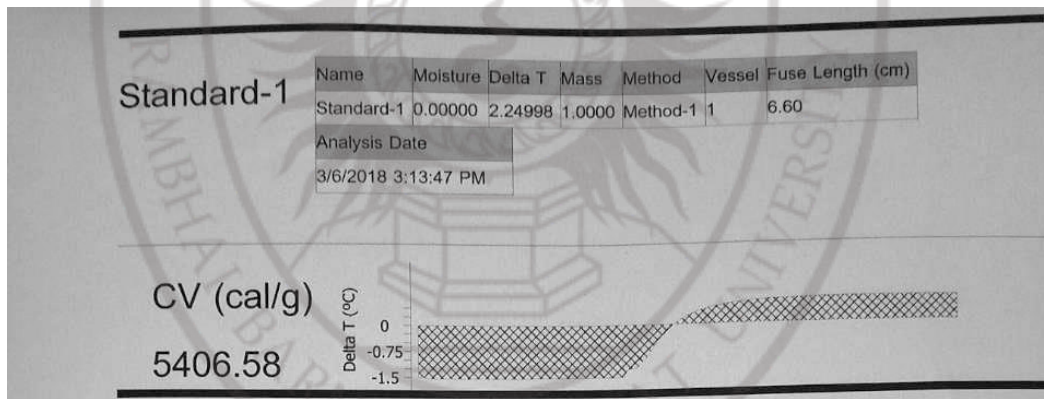 Standard-1
Name Moisture Delta T Mass Method Vessel Fuse Length (cm)
Standard-1 0.00000 2.24998 1.0000 Method-1 1 6.60
Analysis Date
3/6/2018 3:13:47 PM
CV (cal/g)
5406.58
Delta T (ºC)
0
-0.75
-1.5